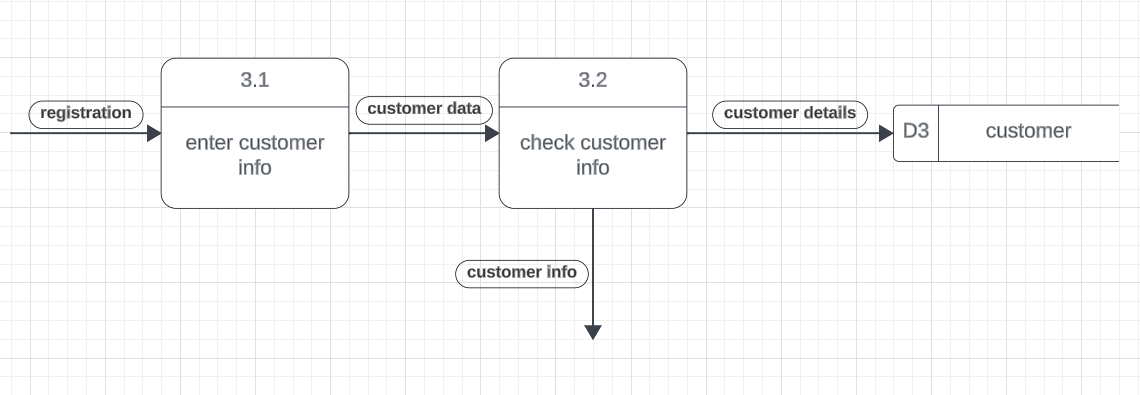 registration
3.1
enter customer
info
customer data
3.2
check customer
info
customer details
D3
customer
customer info